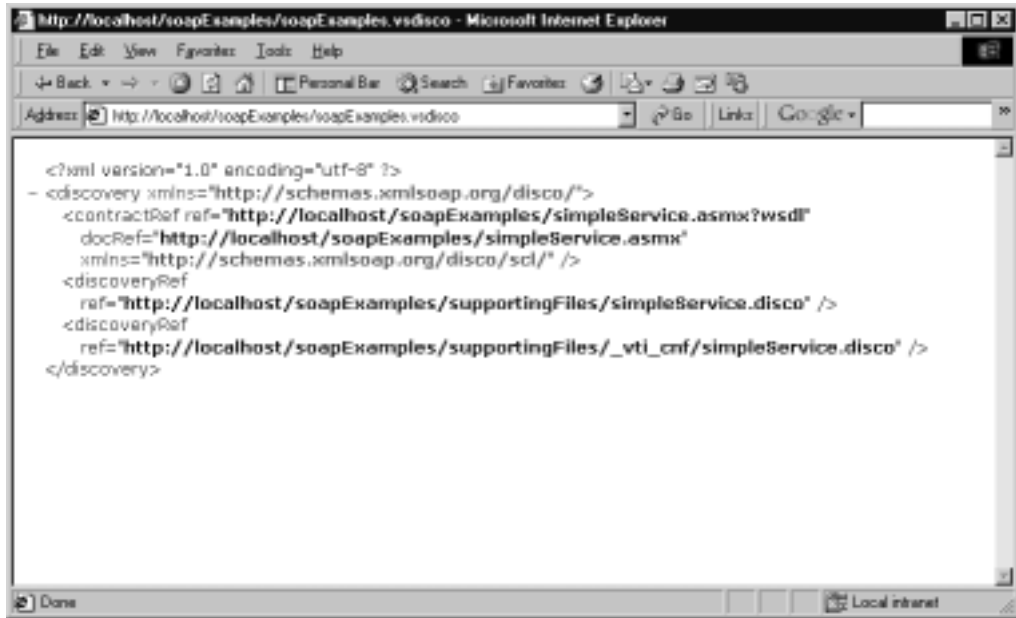 http://localhost/soapExamples/soapExamples.vsdisco - Microsoft Internet Explorer
File Edit View Favorites Tools Help
Back Personal Bar Search Favorites
Address http://localhost/soapExamples/soapExamples.vsdisco Go Links Google »
<?xml version="1.0" encoding="utf-8" ?>
- <discovery xmlns="http://schemas.xmlsoap.org/disco/">
<contractRef ref="http://localhost/soapExamples/simpleService.asmx?wsdl"
docRef="http://localhost/soapExamples/simpleService.asmx"
xmlns="http://schemas.xmlsoap.org/disco/scl/" />
<discoveryRef
ref="http://localhost/soapExamples/supportingFiles/simpleService.disco" />
<discoveryRef
ref="http://localhost/soapExamples/supportingFiles/_vti_cnf/simpleService.disco" />
</discovery>
Done Local intranet